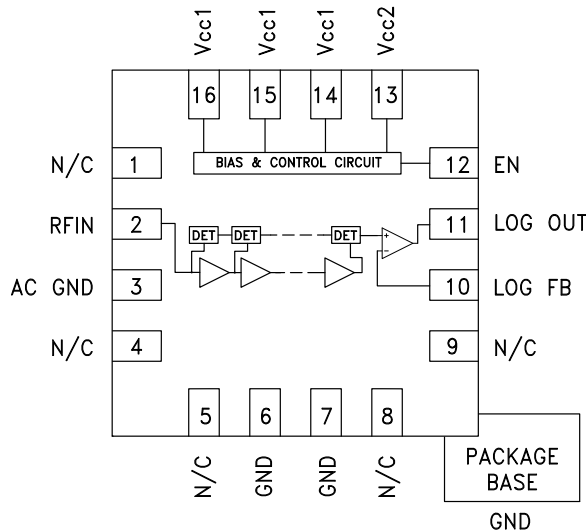 Vcc1 Vcc1 Vcc1 Vcc2
16 15 14 13
BIAS & CONTROL CIRCUIT
N/C 1
12 EN
RFIN 2
11 LOG OUT
DET DET DET
+
-
AC GND 3
10 LOG FB
N/C 4
9 N/C
5 6 7 8
N/C GND GND N/C
PACKAGE
BASE
GND